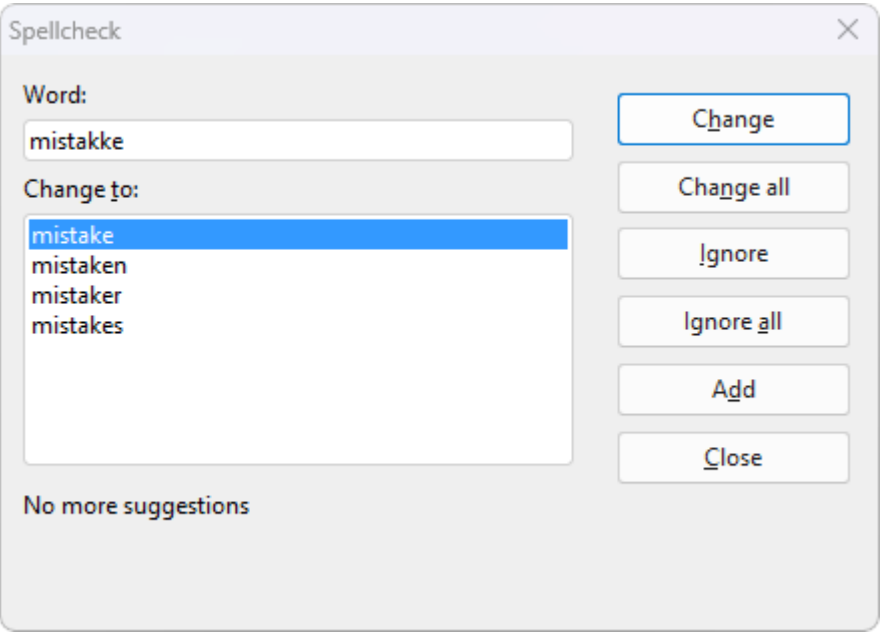 Spellcheck
Word:
mistakke
Change to:
mistake
mistaken
mistaker
mistakes
No more suggestions
Change
Change all
Ignore
Ignore all
Add
Close